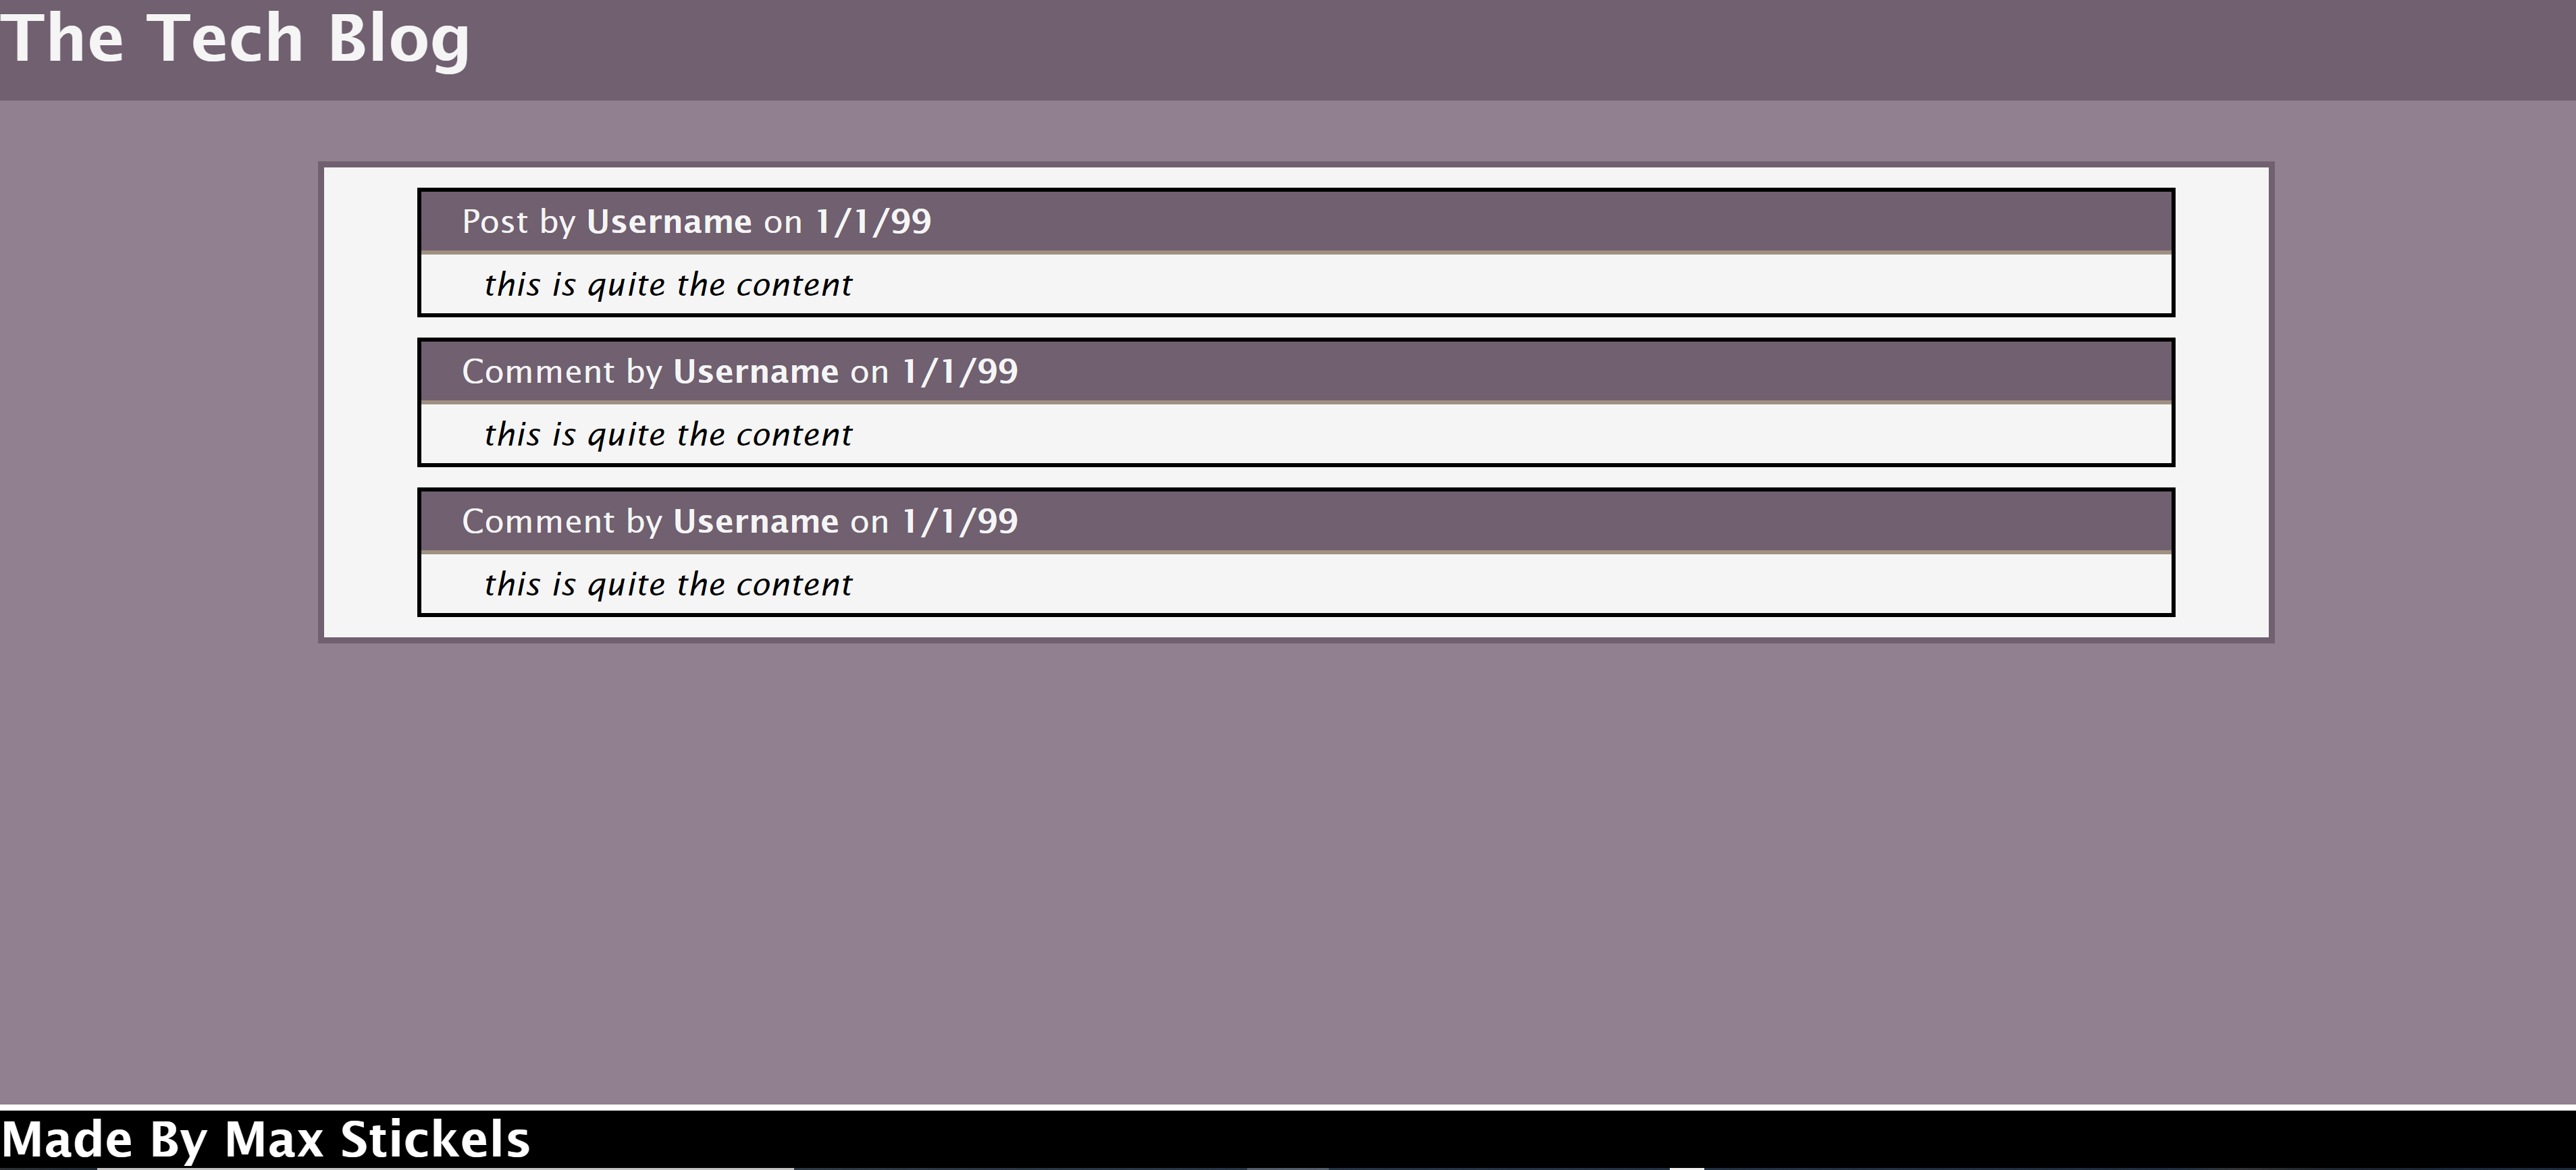 The Tech Blog
Post by Username on 1/1/99
this is quite the content
Comment by Username on 1/1/99
this is quite the content
Comment by Username on 1/1/99
this is quite the content
Made By Max Stickels